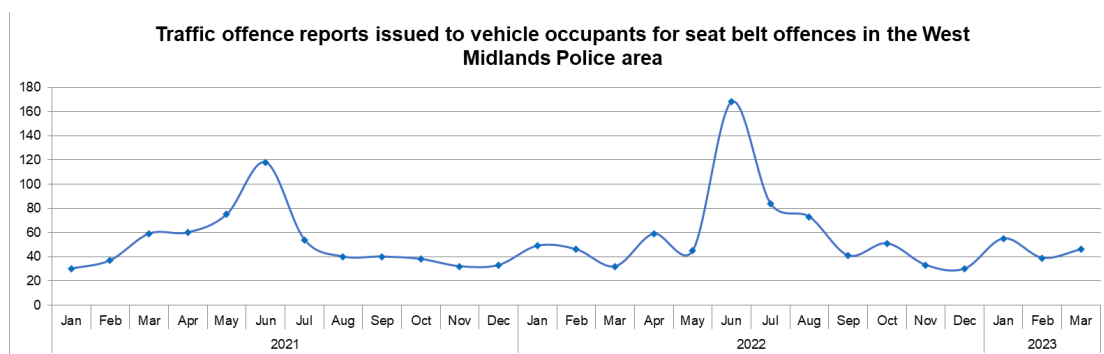 Traffic offence reports issued to vehicle occupants for seat belt offences in the West
Midlands Police area
180
160
140
120
100
80
60
40
20
0
Jan Feb Mar Apr May Jun Jul Aug Sep Oct Nov Dec Jan Feb Mar Apr May Jun Jul Aug Sep Oct Nov Dec Jan Feb Mar
2021 2022 2023